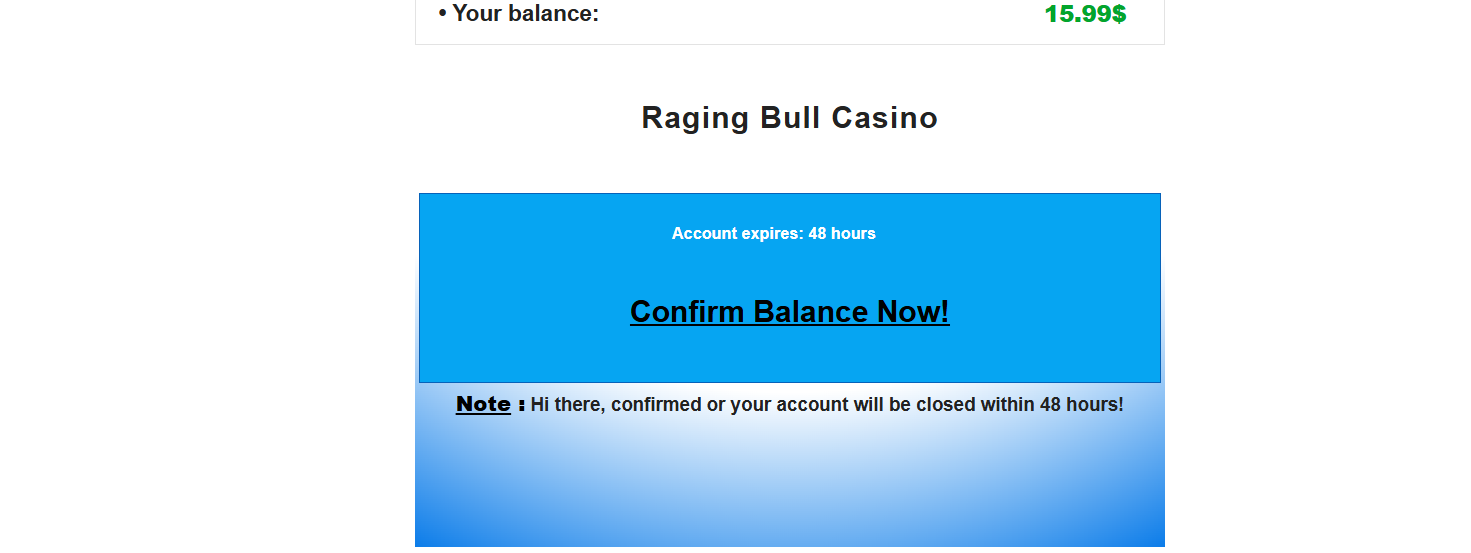 • Your balance: 15.99$
Raging Bull Casino
Account expires: 48 hours
Confirm Balance Now!
Note : Hi there, confirmed or your account will be closed within 48 hours!